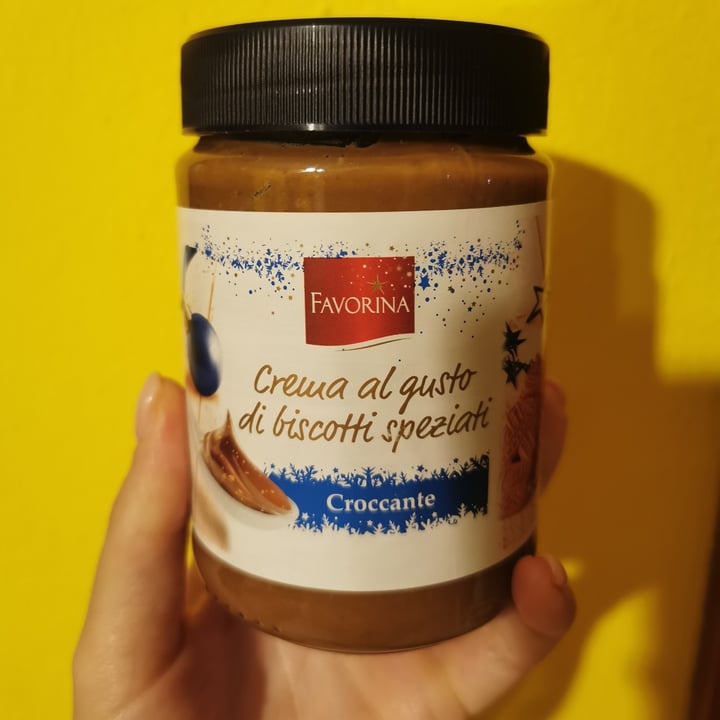 FAVORINA
Crema al gusto
di biscotti speziati
Croccante